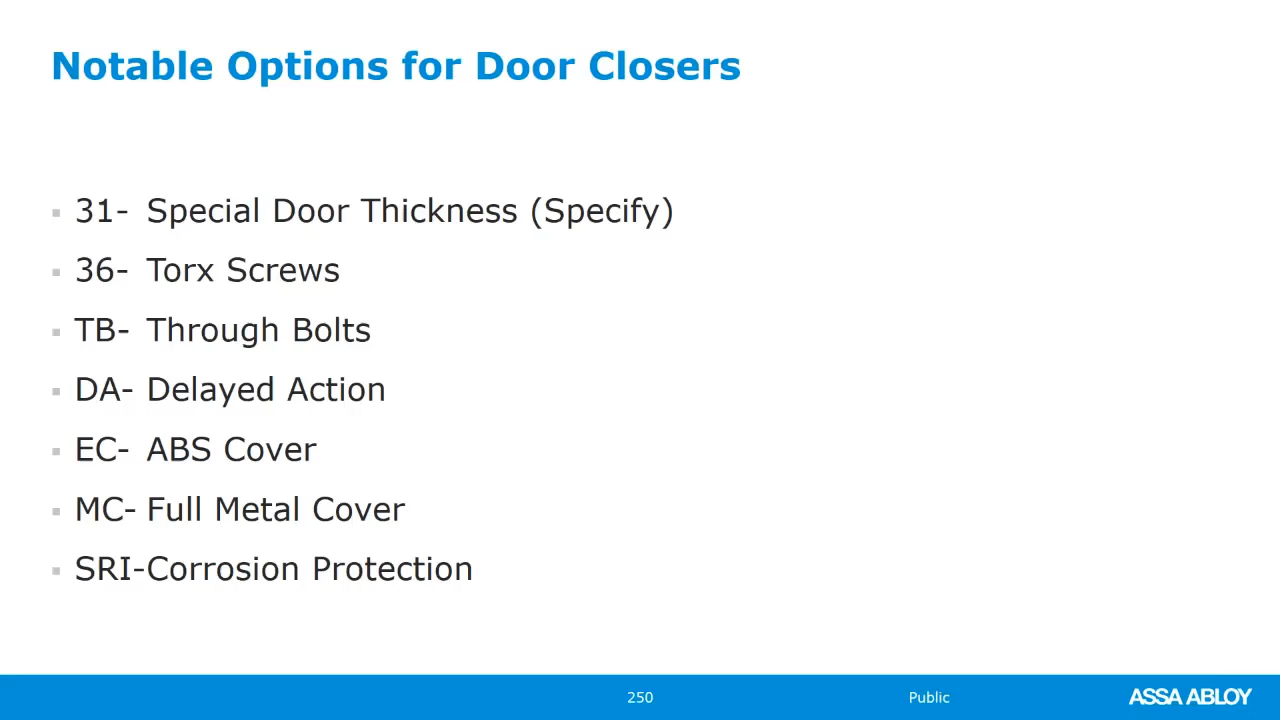 Notable Options for Door Closers
31- Special Door Thickness (Specify)
36- Torx Screws
TB- Through Bolts
DA- Delayed Action
EC- ABS Cover
MC- Full Metal Cover
SRI-Corrosion Protection
250 Public ASSA ABLOY